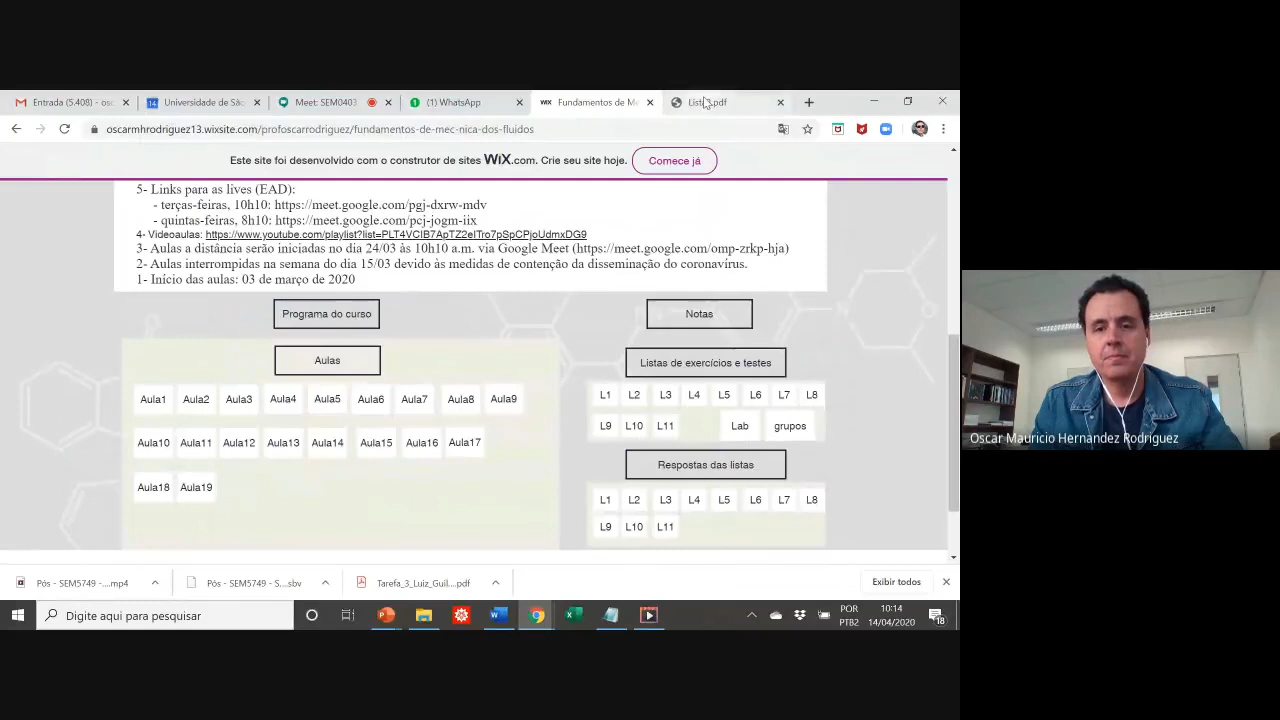 Entrada (5.408) - osc
Universidade de São
Meet: SEM0403
(1) WhatsApp
WIX Fundamentos de Me
.pdf
oscarmhrodriguez13.wixsite.com/profoscarrodriguez/fundamentos-de-mec-nica-dos-fluidos
Este site foi desenvolvido com o construtor de sites WiX.com. Crie seu site hoje.
Comece já
5- Links para as lives (EAD):
- terças-feiras, 10h10: https://meet.google.com/pgj-dxrw-mdv
- quintas-feiras, 8h10: https://meet.google.com/pcj-jogm-iix
4- Videoaulas: https://www.youtube.com/playlist?list=PLT4VCIB7ApTZ2eITro7pSpCPjoUdmxDG9
3- Aulas a distância serão iniciadas no dia 24/03 às 10h10 a.m. via Google Meet (https://meet.google.com/omp-zrkp-hja)
2- Aulas interrompidas na semana do dia 15/03 devido às medidas de contenção da disseminação do coronavírus.
1- Início das aulas: 03 de março de 2020
Programa do curso
Notas
Aulas
Listas de exercícios e testes
Aula1 Aula2 Aula3 Aula4 Aula5 Aula6 Aula7 Aula8 Aula9
L1 L2 L3 L4 L5 L6 L7 L8
L9 L10 L11 Lab grupos
Aula10 Aula11 Aula12 Aula13 Aula14 Aula15 Aula16 Aula17
Respostas das listas
Aula18 Aula19
L1 L2 L3 L4 L5 L6 L7 L8
L9 L10 L11
Oscar Mauricio Hernandez Rodriguez
Pós - SEM5749 -....mp4
Pós - SEM5749 - S....sbv
Tarefa_3_Luiz_Guil....pdf
Exibir todos
Digite aqui para pesquisar
POR
PTB2
10:14
14/04/2020
18